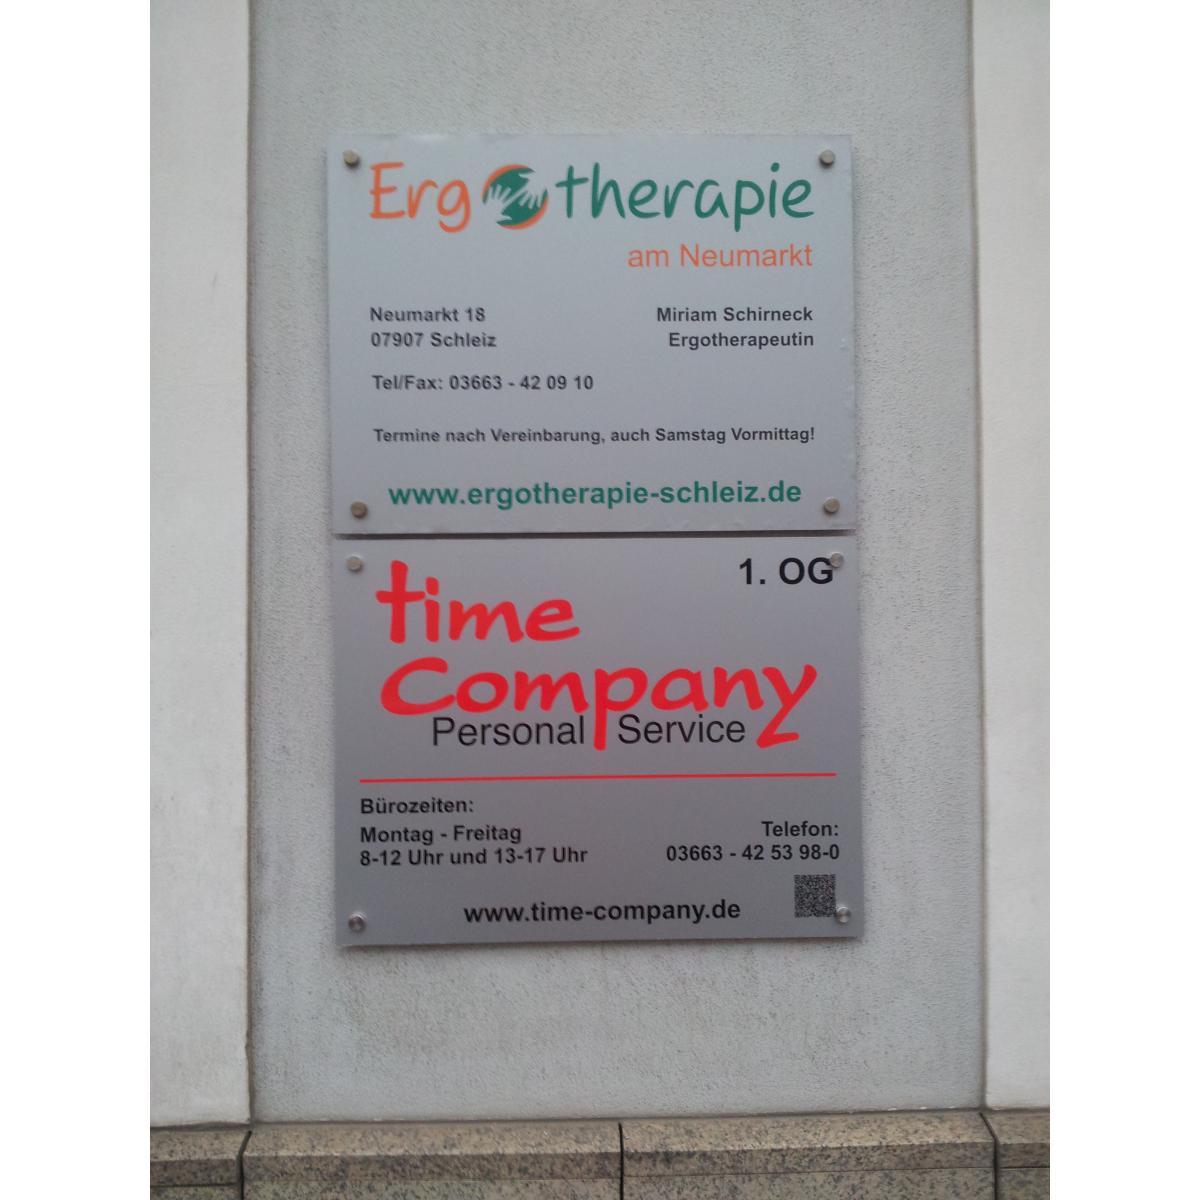 Ergotherapie
am Neumarkt
Neumarkt 18
07907 Schleiz
Miriam Schirneck
Ergotherapeutin
Tel/Fax: 03663 - 42 09 10
Termine nach Vereinbarung, auch Samstag Vormittag!
www.ergotherapie-schleiz.de
1. OG
time
Company
Personal Service
Bürozeiten:
Montag - Freitag
8-12 Uhr und 13-17 Uhr
Telefon:
03663 - 42 53 98-0
www.time-company.de